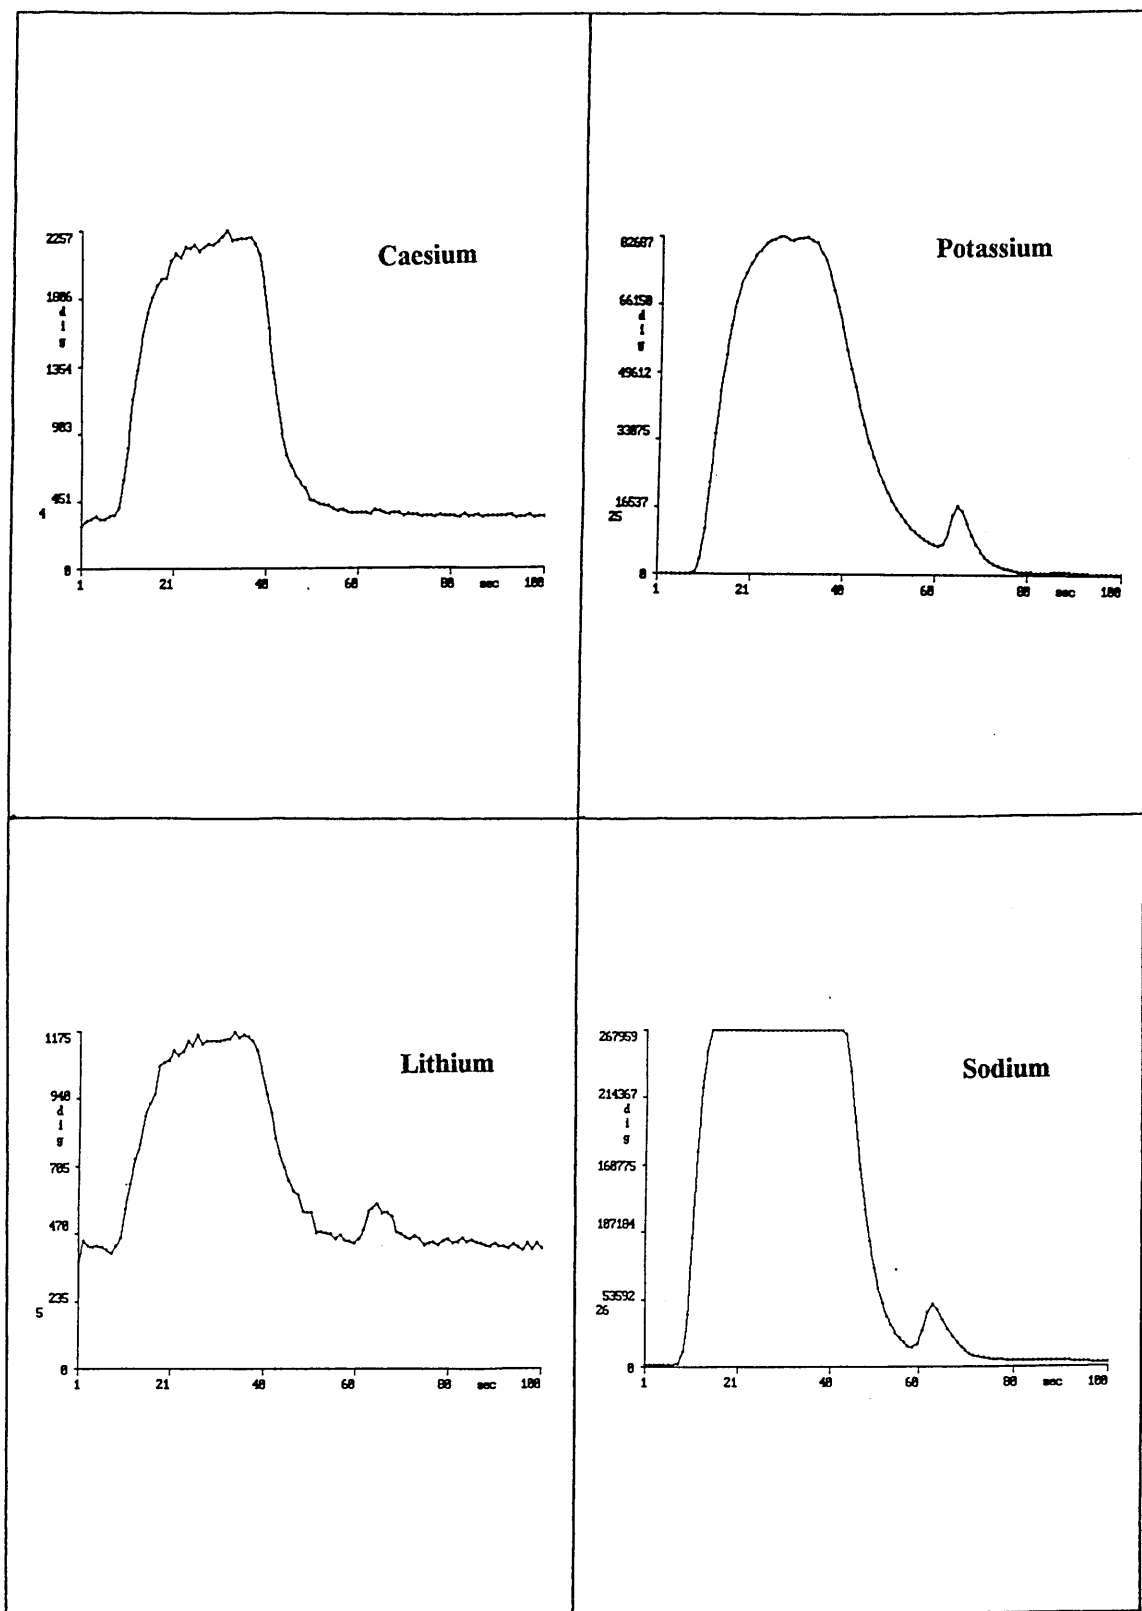 Caesium
2257
1806
d
i
g
1354
903
451
4
0
1 21 40 60 80 sec 100
Potassium
82687
66150
d
i
g
49612
33075
16537
25
0
1 21 40 60 80 sec 100
Lithium
1175
940
d
i
g
705
470
235
5
0
1 21 40 60 80 sec 100
Sodium
267959
214367
d
i
g
160775
107184
53592
26
0
1 21 40 60 80 sec 100